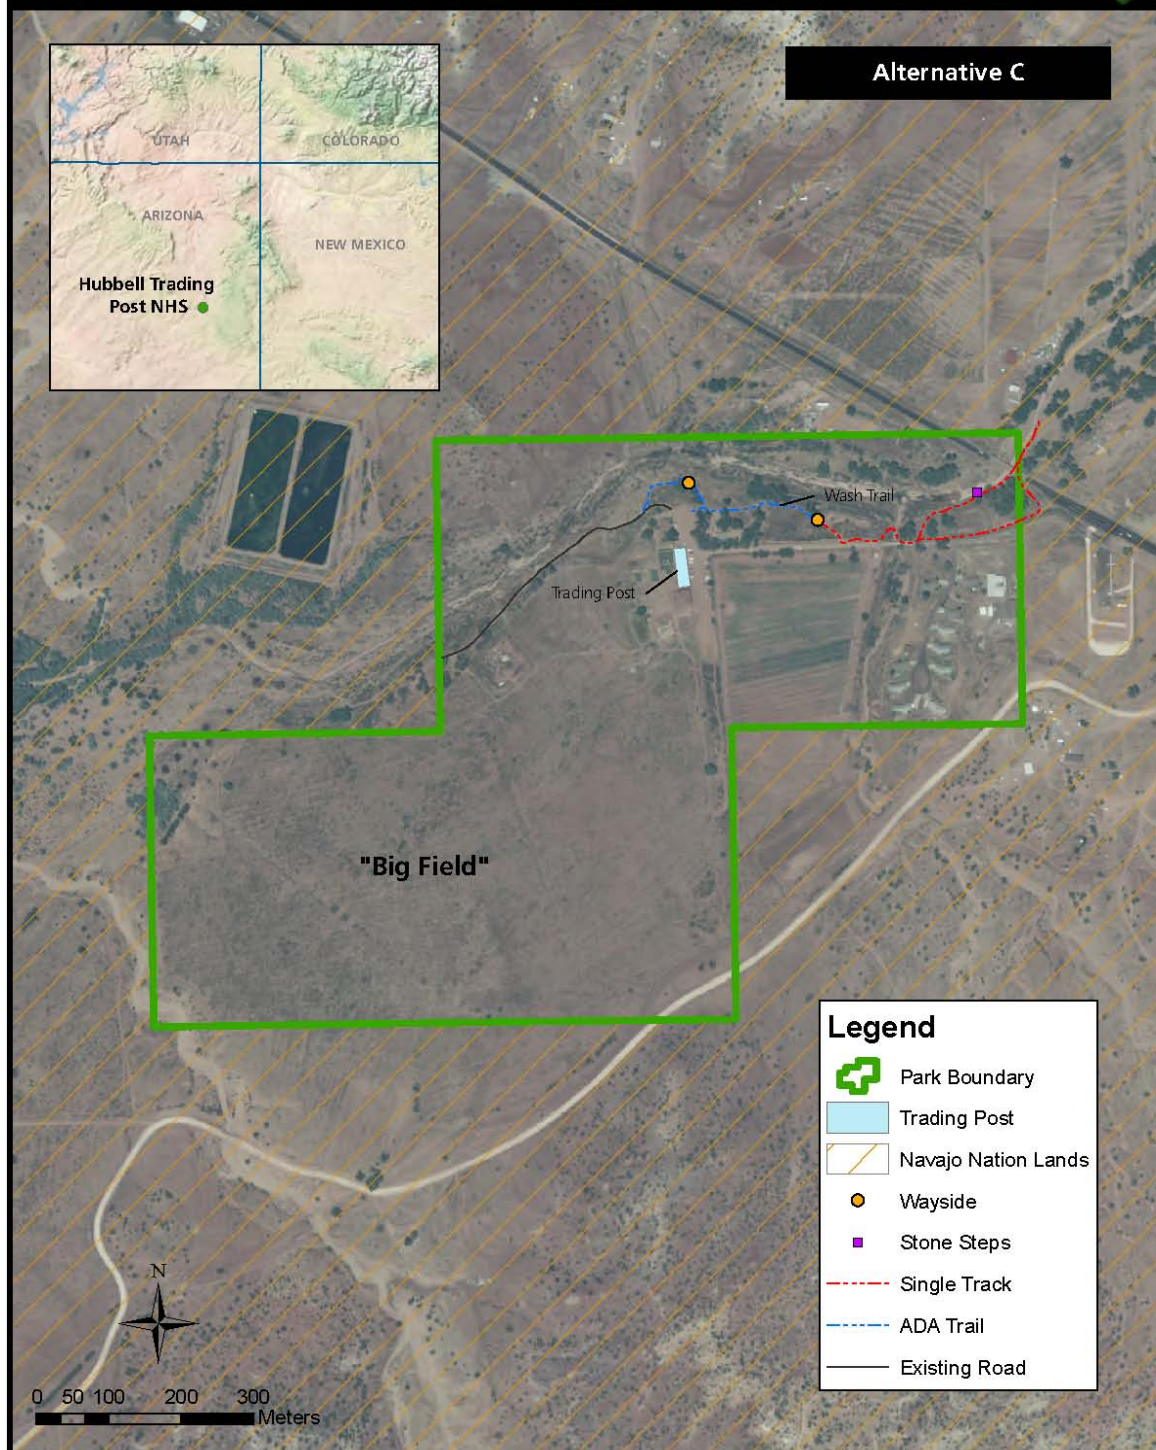 Alternative C
UTAH
COLORADO
ARIZONA
NEW MEXICO
Hubbell Trading
Post NHS
Wash Trail
Trading Post
"Big Field"
Legend
Park Boundary
Trading Post
Navajo Nation Lands
Wayside
Stone Steps
Single Track
ADA Trail
Existing Road
N
0 50 100 200 300
Meters